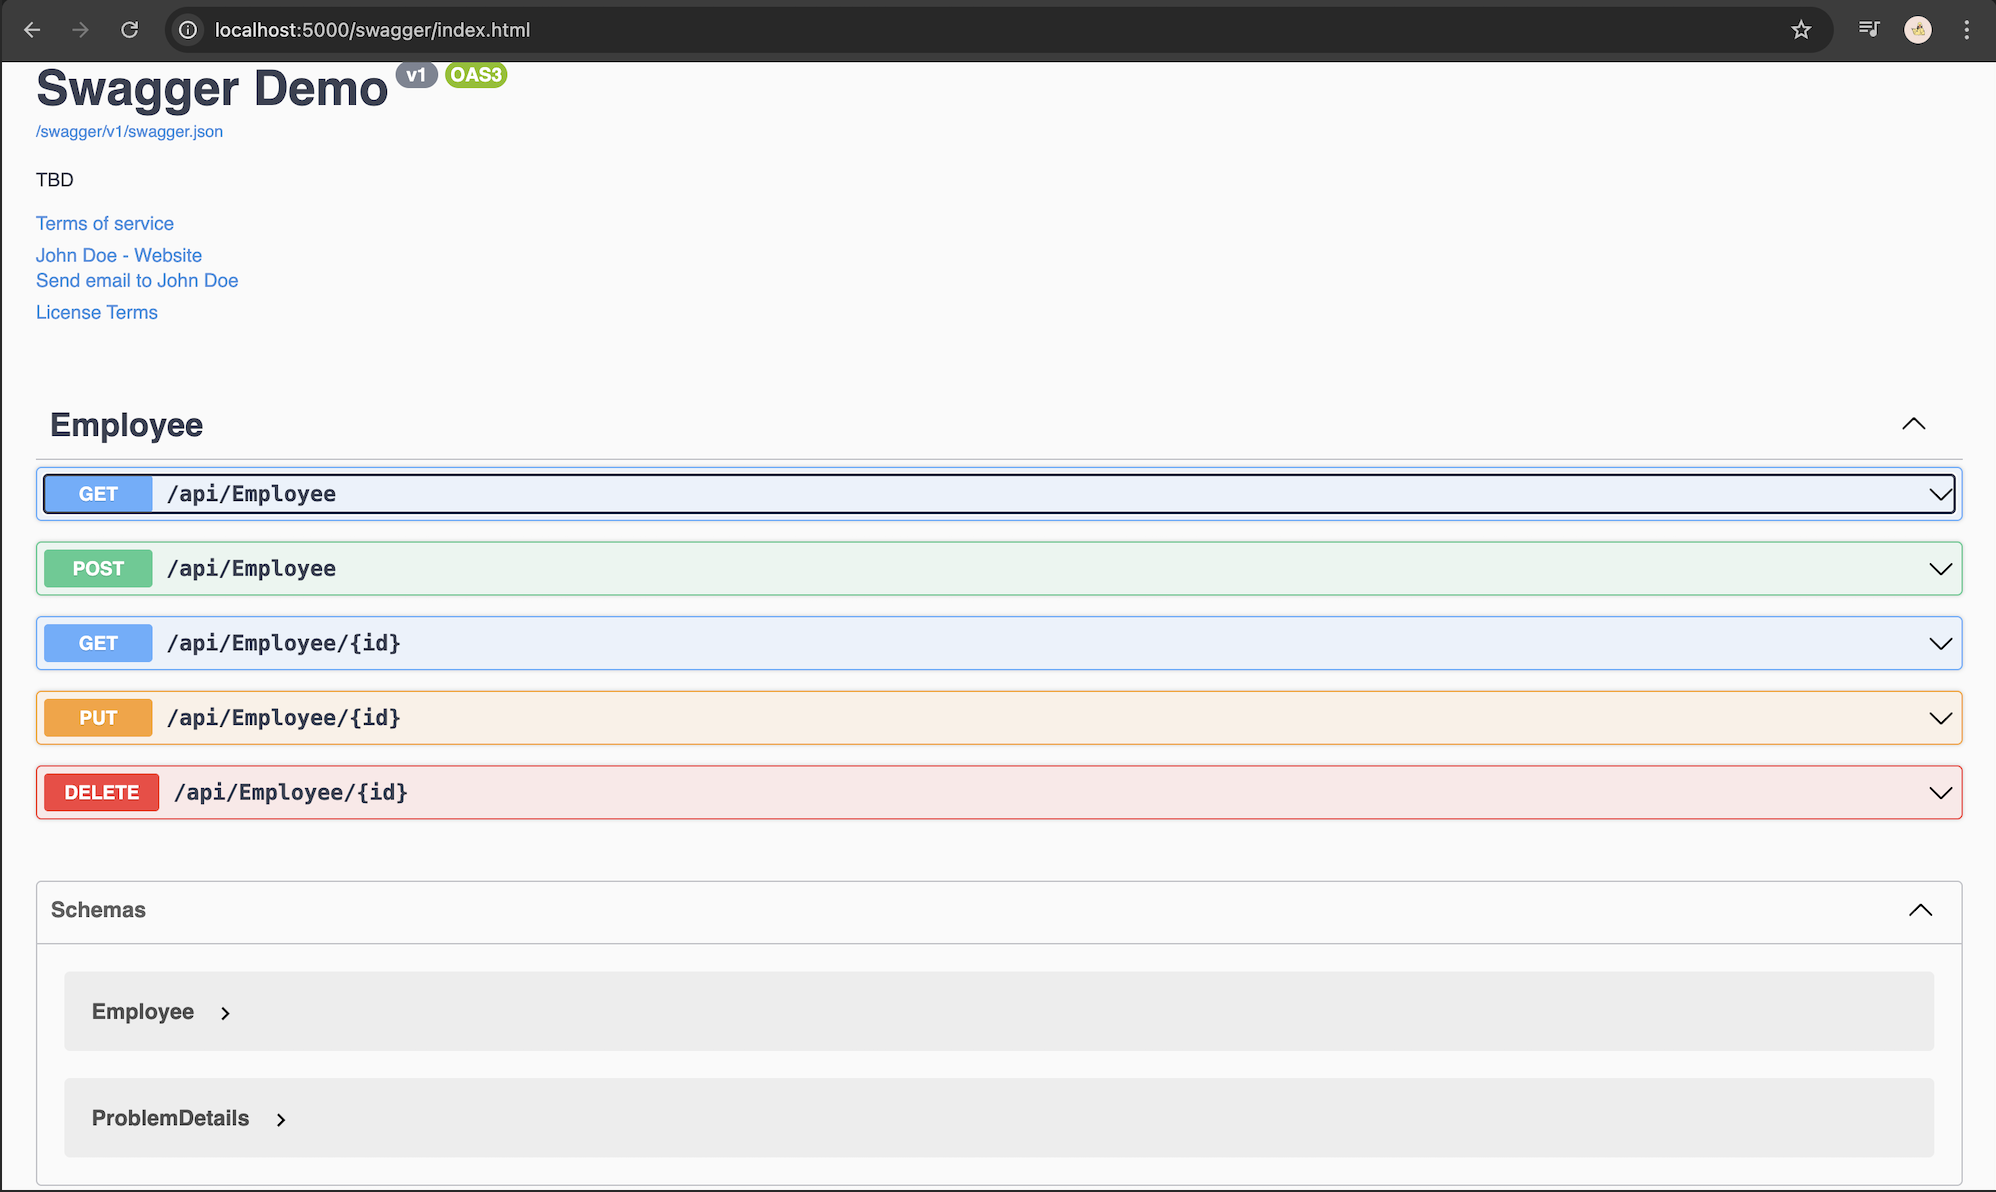 localhost:5000/swagger/index.html
Swagger Demo v1 OAS3
/swagger/v1/swagger.json
TBD
Terms of service
John Doe - Website
Send email to John Doe
License Terms
Employee
GET /api/Employee
POST /api/Employee
GET /api/Employee/{id}
PUT /api/Employee/{id}
DELETE /api/Employee/{id}
Schemas
Employee
ProblemDetails